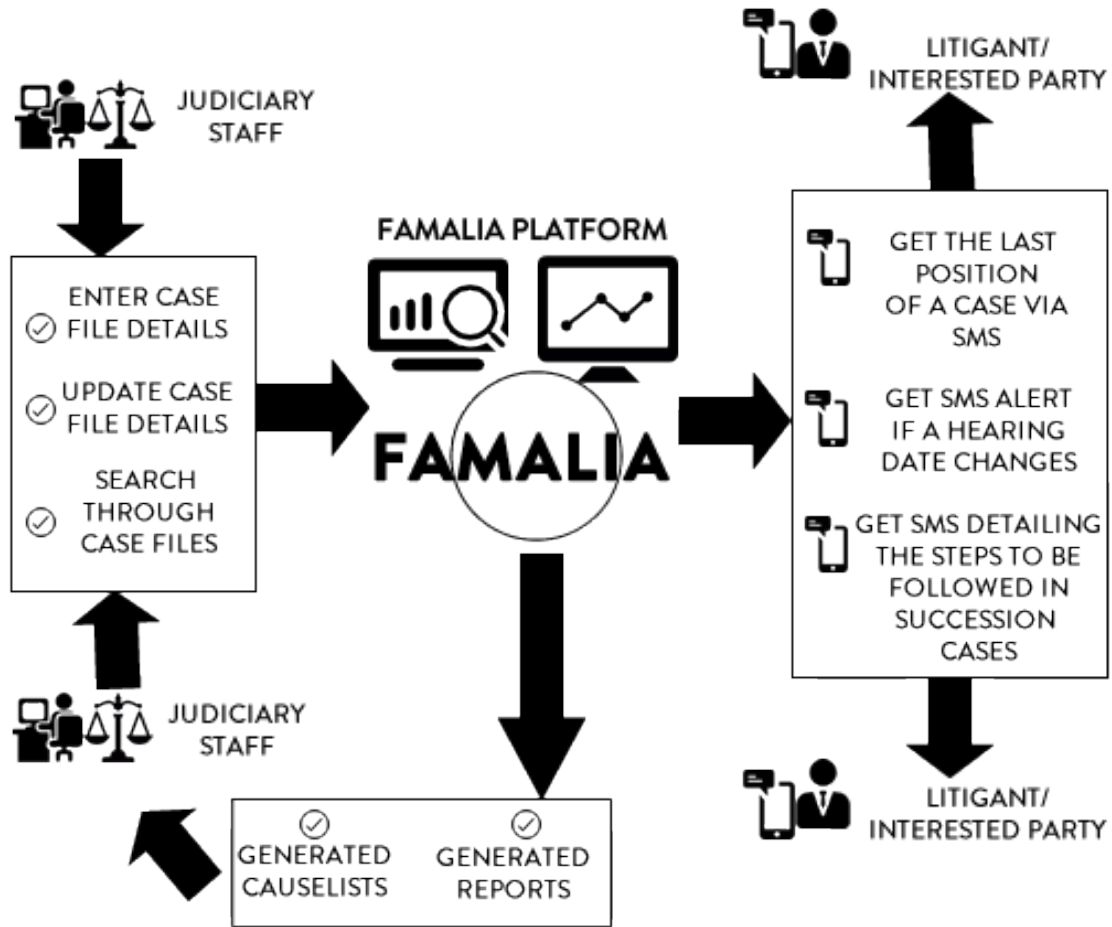 JUDICIARY
STAFF
ENTER CASE
FILE DETAILS
UPDATE CASE
FILE DETAILS
SEARCH
THROUGH
CASE FILES
JUDICIARY
STAFF
FAMALIA PLATFORM
FAMALIA
GENERATED
CAUSELISTS
GENERATED
REPORTS
LITIGANT/
INTERESTED PARTY
GET THE LAST
POSITION
OF A CASE VIA
SMS
GET SMS ALERT
IF A HEARING
DATE CHANGES
GET SMS DETAILING
THE STEPS TO BE
FOLLOWED IN
SUCCESSION
CASES
LITIGANT/
INTERESTED PARTY